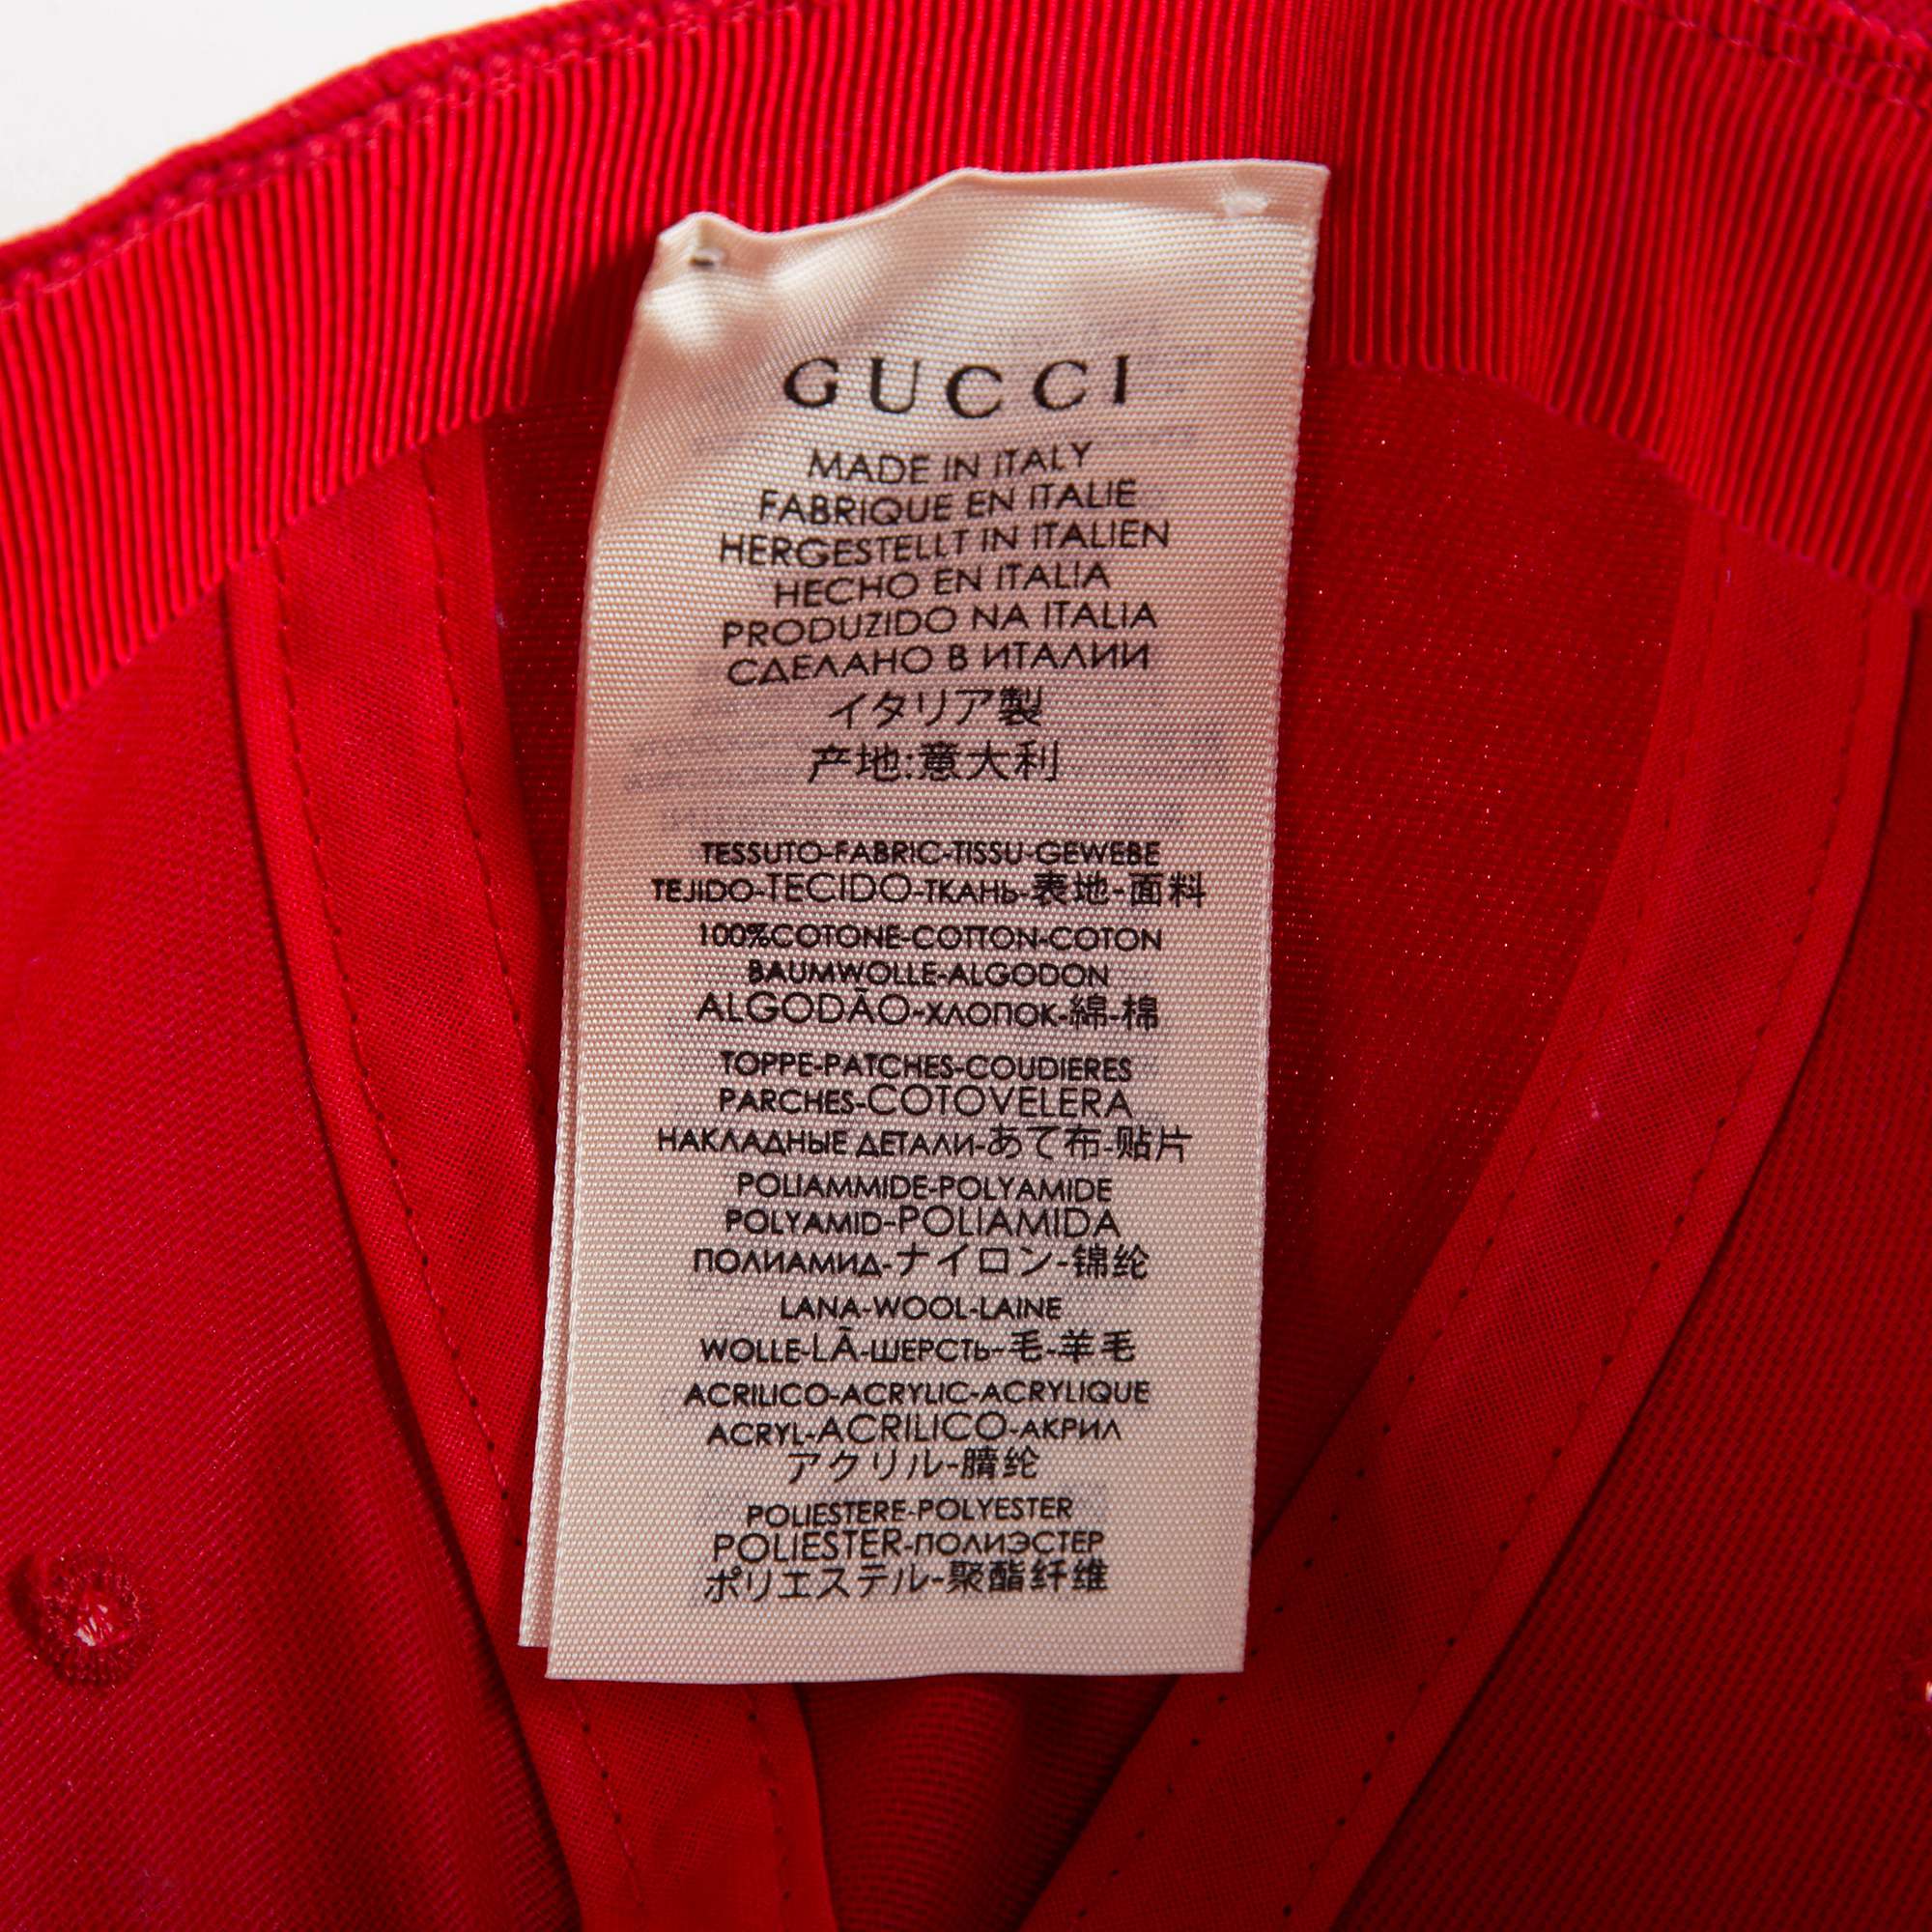 GUCCI
MADE IN ITALY
FABRIQUE EN ITALIE
HERGESTELLT IN ITALIEN
HECHO EN ITALIA
PRODUZIDO NA ITALIA
СДЕЛАНО В ИТАЛИИ
イタリア製
产地:意大利
TESSUTO-FABRIC-TISSU-GEWEBE
TEJIDO-TECIDO-ТКАНЬ-表地-面料
100%COTONE-COTTON-COTON
BAUMWOLLE-ALGODON
ALGODÃO-ХЛОПОК-綿-棉
TOPPE-PATCHES-COUDIERES
PARCHES-COTOVELERA
НАКЛАДНЫЕ ДЕТАЛИ-あて布-贴片
POLIAMMIDE-POLYAMIDE
POLYAMID-POLIAMIDA
ПОЛИАМИД-ナイロン-锦纶
LANA-WOOL-LAINE
WOLLE-LÃ-ШЕРСТЬ-毛-羊毛
ACRILICO-ACRYLIC-ACRYLIQUE
ACRYL-ACRILICO-АКРИЛ
アクリル-腈纶
POLIESTERE-POLYESTER
POLIESTER-ПОЛИЭСТЕР
ポリエステル-聚酯纤维